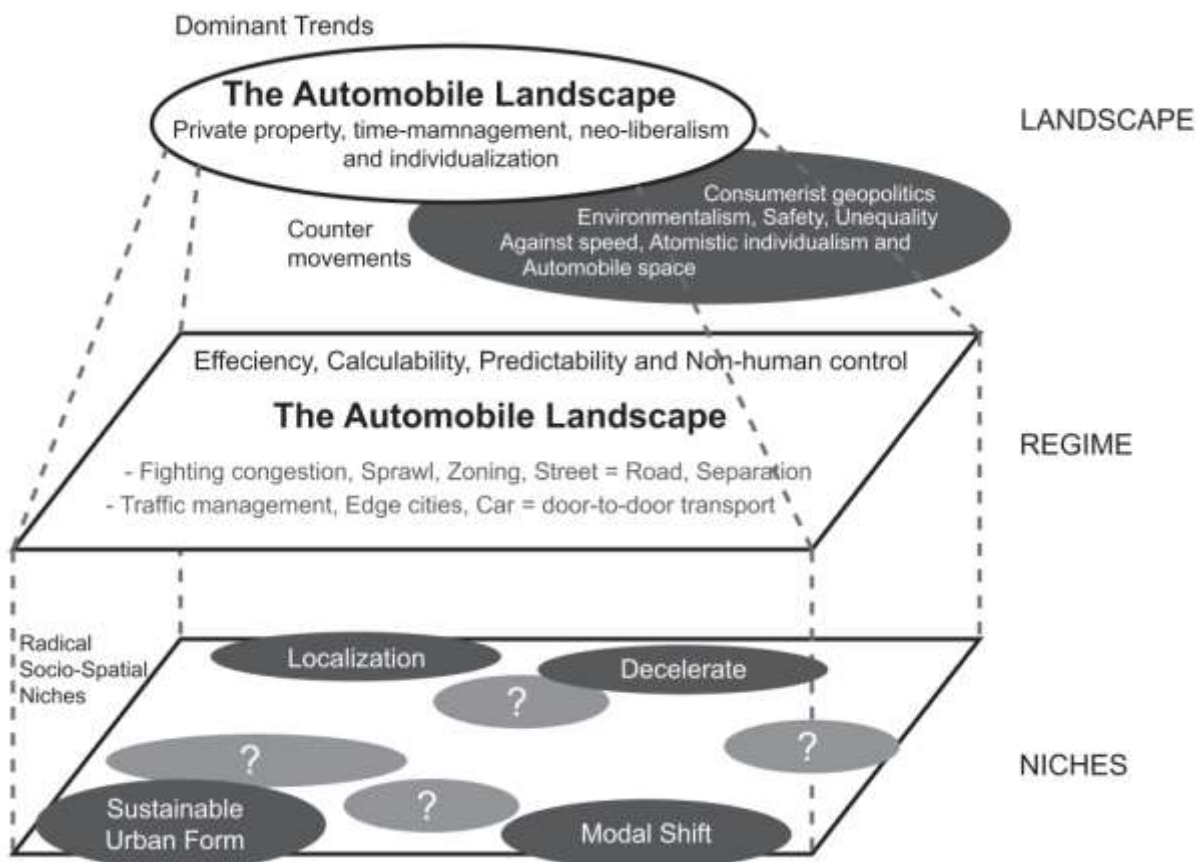 Dominant Trends
The Automobile Landscape
Private property, time-mamnagement, neo-liberalism
and individualization
LANDSCAPE
Consumerist geopolitics
Environmentalism, Safety, Unequality
Against speed, Atomistic individualism and
Automobile space
Counter
movements
Effeciency, Calculability, Predictability and Non-human control
The Automobile Landscape
- Fighting congestion, Sprawl, Zoning, Street = Road, Separation
- Traffic management, Edge cities, Car = door-to-door transport
REGIME
Radical
Socio-Spatial
Niches
Localization
Decelerate
?
?
?
?
Sustainable
Urban Form
Modal Shift
NICHES